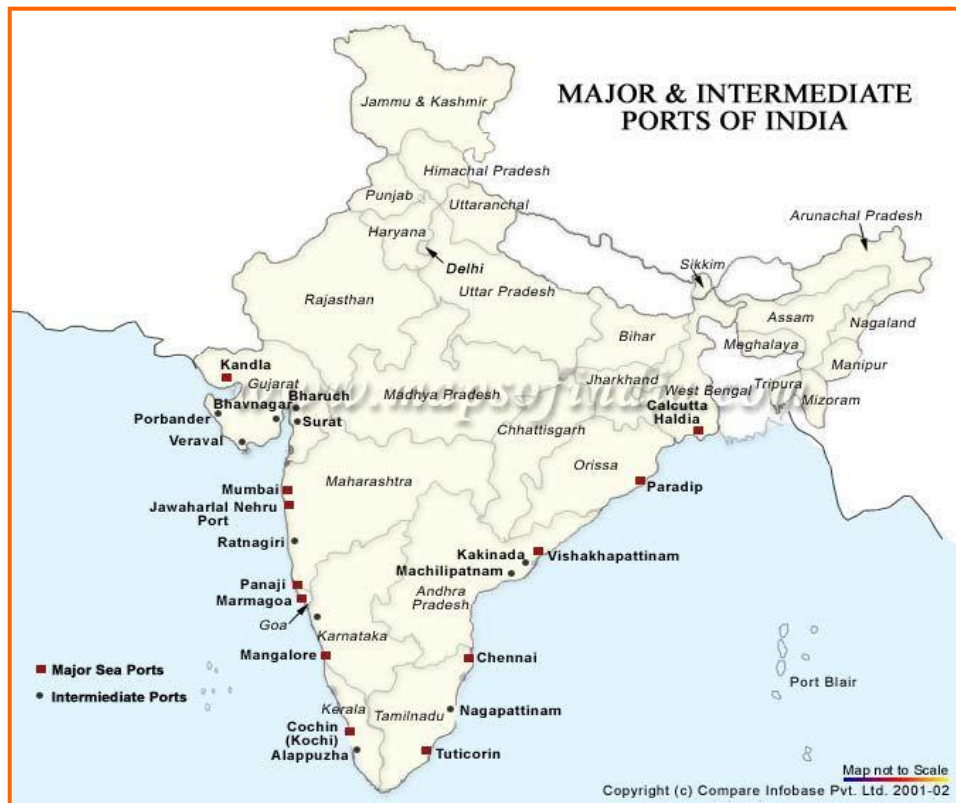 MAJOR & INTERMEDIATE
PORTS OF INDIA
Jammu & Kashmir
Himachal Pradesh
Punjab
Uttaranchal
Haryana
Delhi
Arunachal Pradesh
Sikkim
Rajasthan
Uttar Pradesh
Assam
Nagaland
Bihar
Meghalaya
Manipur
Kandla
Gujarat
Jharkhand
West Bengal
Tripura
Mizoram
www.mapsofindia.com
Bhavnagar
Bharuch
Madhya Pradesh
Calcutta
Haldia
Porbander
Surat
Chhattisgarh
Veraval
Orissa
Maharashtra
Mumbai
Paradip
Jawaharlal Nehru
Port
Ratnagiri
Kakinada
Vishakhapattinam
Machilipatnam
Panaji
Andhra
Pradesh
Marmagoa
Goa
Karnataka
Mangalore
Chennai
Major Sea Ports
Port Blair
Intermiediate Ports
Kerala
Tamilnadu
Nagapattinam
Cochin
(Kochi)
Alappuzha
Tuticorin
Map not to Scale
Copyright (c) Compare Infobase Pvt. Ltd. 2001-02